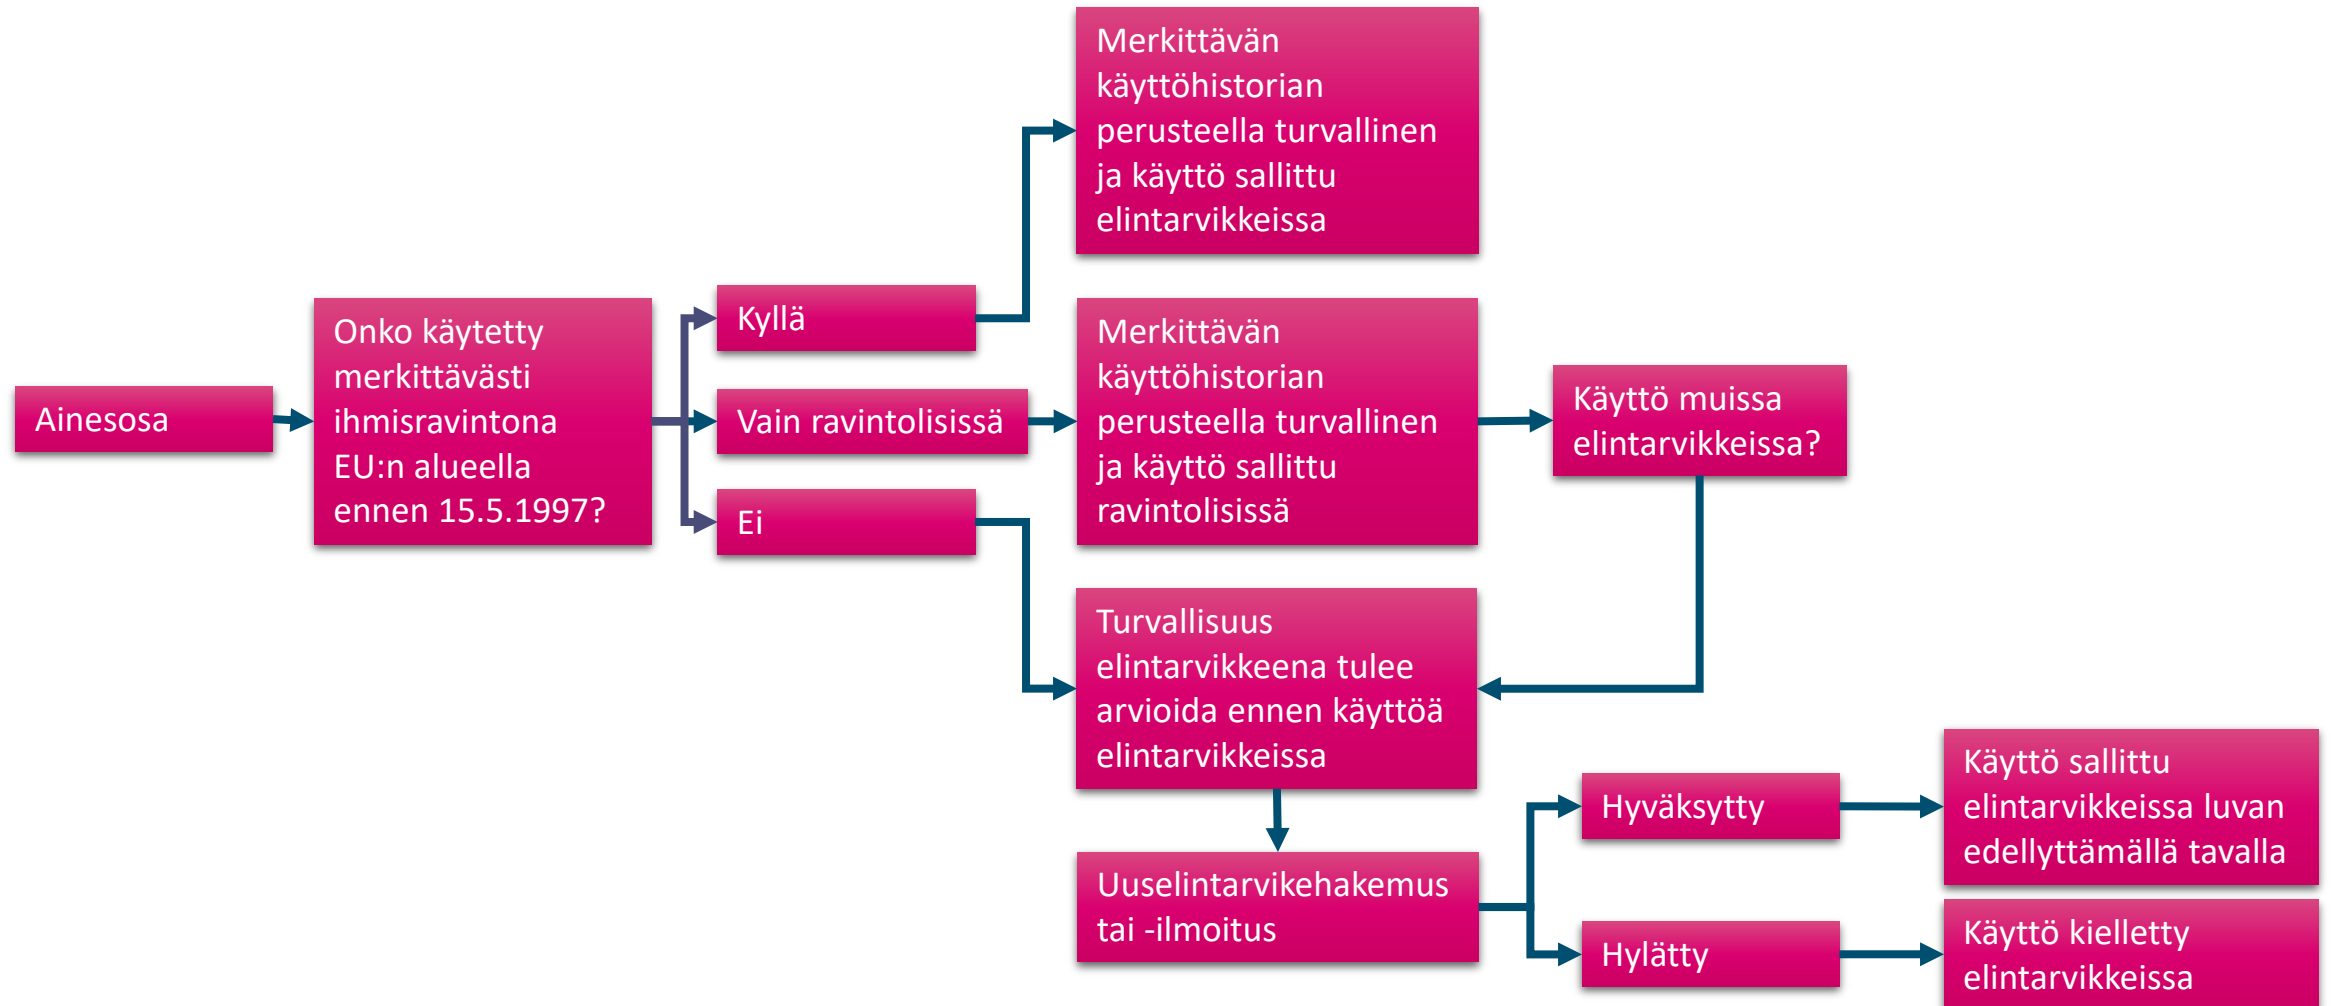 Ainesosa
Onko käytetty
merkittävästi
ihmisravintona
EU:n alueella
ennen 15.5.1997?
Kyllä
Merkittävän
käyttöhistorian
perusteella turvallinen
ja käyttö sallittu
elintarvikkeissa
Vain ravintolisissä
Merkittävän
käyttöhistorian
perusteella turvallinen
ja käyttö sallittu
ravintolisissä
Käyttö muissa
elintarvikkeissa?
Ei
Turvallisuus
elintarvikkeena tulee
arvioida ennen käyttöä
elintarvikkeissa
Uuselintarvikehakemus
tai -ilmoitus
Hyväksytty
Käyttö sallittu
elintarvikkeissa luvan
edellyttämällä tavalla
Hylätty
Käyttö kielletty
elintarvikkeissa